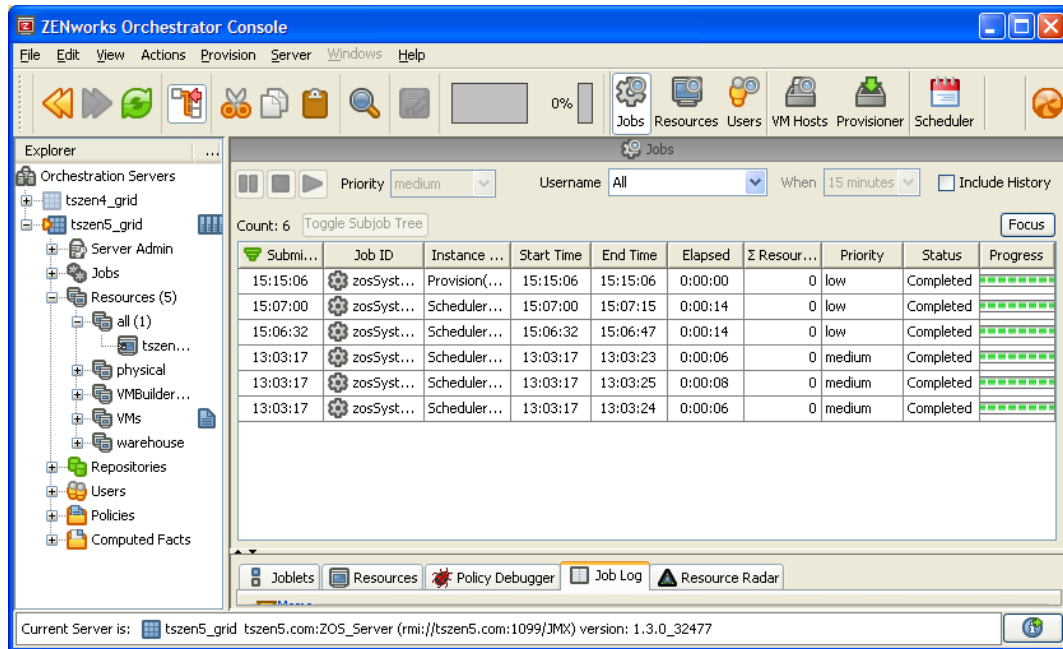 ZENworks Orchestrator Console
File Edit View Actions Provision Server Windows Help
0%
Jobs Resources Users VM Hosts Provisioner Scheduler
Explorer ...
Jobs
Orchestration Servers
tszen4_grid
tszen5_grid
Server Admin
Jobs
Resources (5)
all (1)
tszen...
physical
VMBuilder...
VMs
warehouse
Repositories
Users
Policies
Computed Facts
Priority medium Username All When 15 minutes Include History
Count: 6 Toggle Subjob Tree Focus
Submi... Job ID Instance ... Start Time End Time Elapsed Σ Resour... Priority Status Progress
15:15:06 zosSyst... Provision(... 15:15:06 15:15:06 0:00:00 0 low Completed
15:07:00 zosSyst... Scheduler... 15:07:00 15:07:15 0:00:14 0 low Completed
15:06:32 zosSyst... Scheduler... 15:06:32 15:06:47 0:00:14 0 low Completed
13:03:17 zosSyst... Scheduler... 13:03:17 13:03:23 0:00:06 0 medium Completed
13:03:17 zosSyst... Scheduler... 13:03:17 13:03:25 0:00:08 0 medium Completed
13:03:17 zosSyst... Scheduler... 13:03:17 13:03:24 0:00:06 0 medium Completed
Joblets Resources Policy Debugger Job Log Resource Radar
Current Server is: tszen5_grid tszen5.com:ZOS_Server (rmi://tszen5.com:1099/JMX) version: 1.3.0_32477